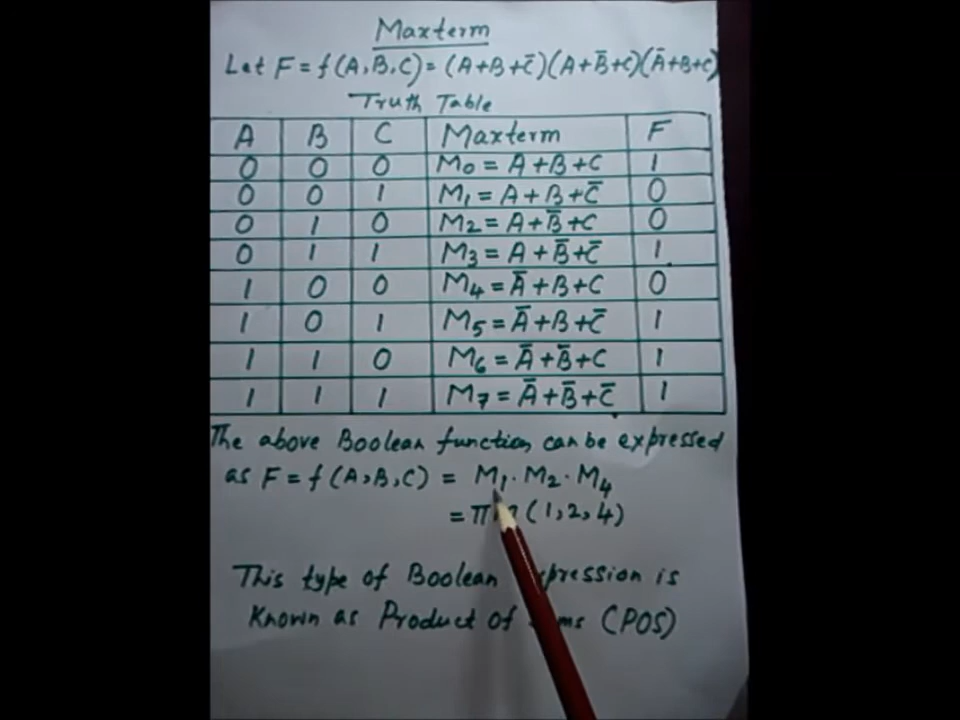 Maxterm
Let F = f(A,B,C) = (A+B+C̅)(A+B̅+C)(A̅+B+C)
Truth Table
A B C Maxterm F
0 0 0 M0 = A+B+C 1
0 0 1 M1 = A+B+C̅ 0
0 1 0 M2 = A+B̅+C 0
0 1 1 M3 = A+B̅+C̅ 1
1 0 0 M4 = A̅+B+C 0
1 0 1 M5 = A̅+B+C̅ 1
1 1 0 M6 = A̅+B̅+C 1
1 1 1 M7 = A̅+B̅+C̅ 1
The above Boolean function can be expressed
as F = f(A,B,C) = M1·M2·M4
= π (1,2,4)
This type of Boolean is
known as Product of (POS)